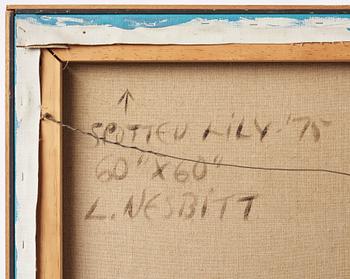 SPOTTED LILY - '75
60" X 60"
L. NESBITT